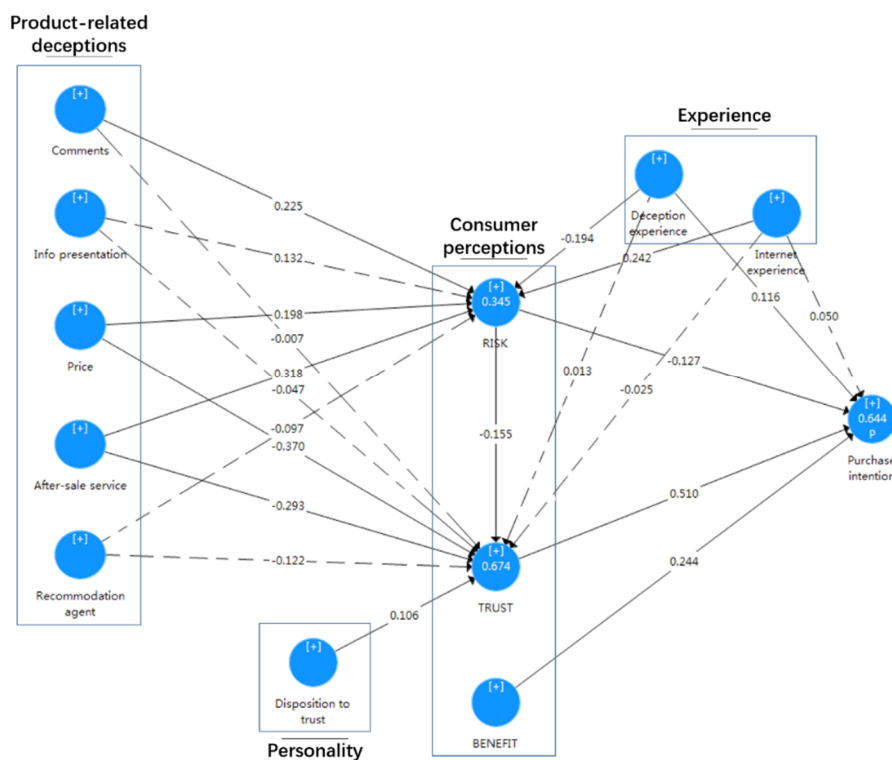 Product-related
deceptions
[+]
Comments
[+]
Info presentation
[+]
Price
[+]
After-sale service
[+]
Recommodation
agent
0.225
0.132
0.198
-0.007
0.318
-0.047
-0.097
-0.370
-0.293
-0.122
0.106
[+]
Disposition to
trust
Personality
Consumer
perceptions
[+]
0.345
RISK
-0.155
[+]
0.674
TRUST
[+]
BENEFIT
Experience
[+]
Deception
experience
[+]
Internet
experience
-0.194
0.242
0.116
0.050
0.013
-0.025
-0.127
0.510
0.244
[+]
0.644
p
Purchase
intention